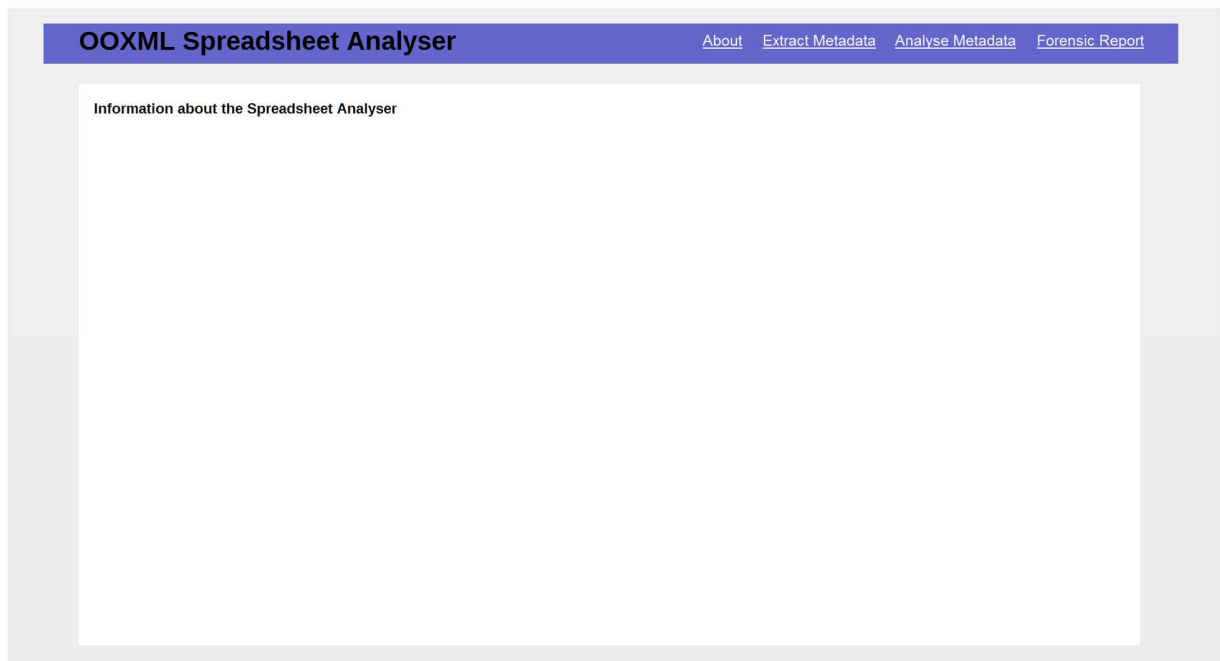 OOXML Spreadsheet Analyser
About Extract Metadata Analyse Metadata Forensic Report
Information about the Spreadsheet Analyser